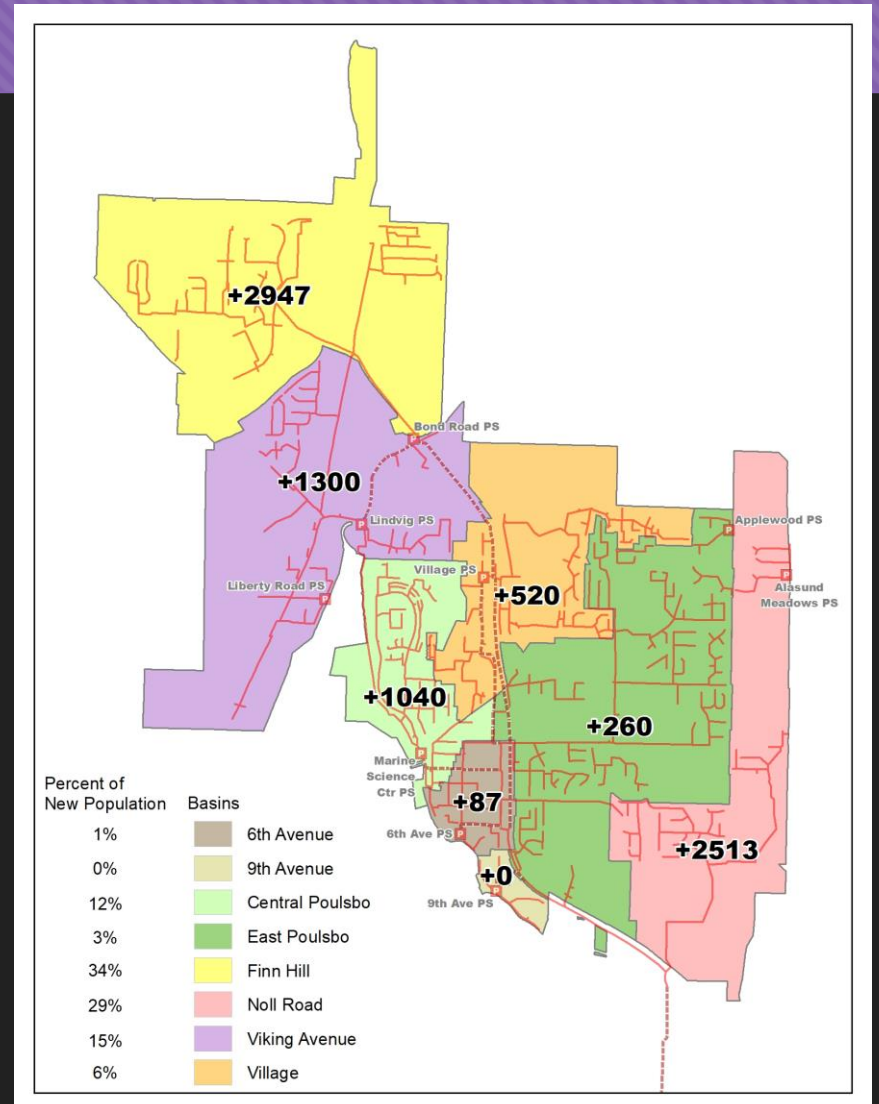 +2947
Bond Road PS
+1300
Lindvig PS
Applewood PS
Village PS
Liberty Road PS
+520
Alasund
Meadows PS
+1040
+260
Marine
Science
Ctr PS
+87
6th Ave PS
+2513
+0
9th Ave PS
Percent of
New Population Basins
1% 6th Avenue
0% 9th Avenue
12% Central Poulsbo
3% East Poulsbo
34% Finn Hill
29% Noll Road
15% Viking Avenue
6% Village
P
P
P
P
P
P
P
P
P